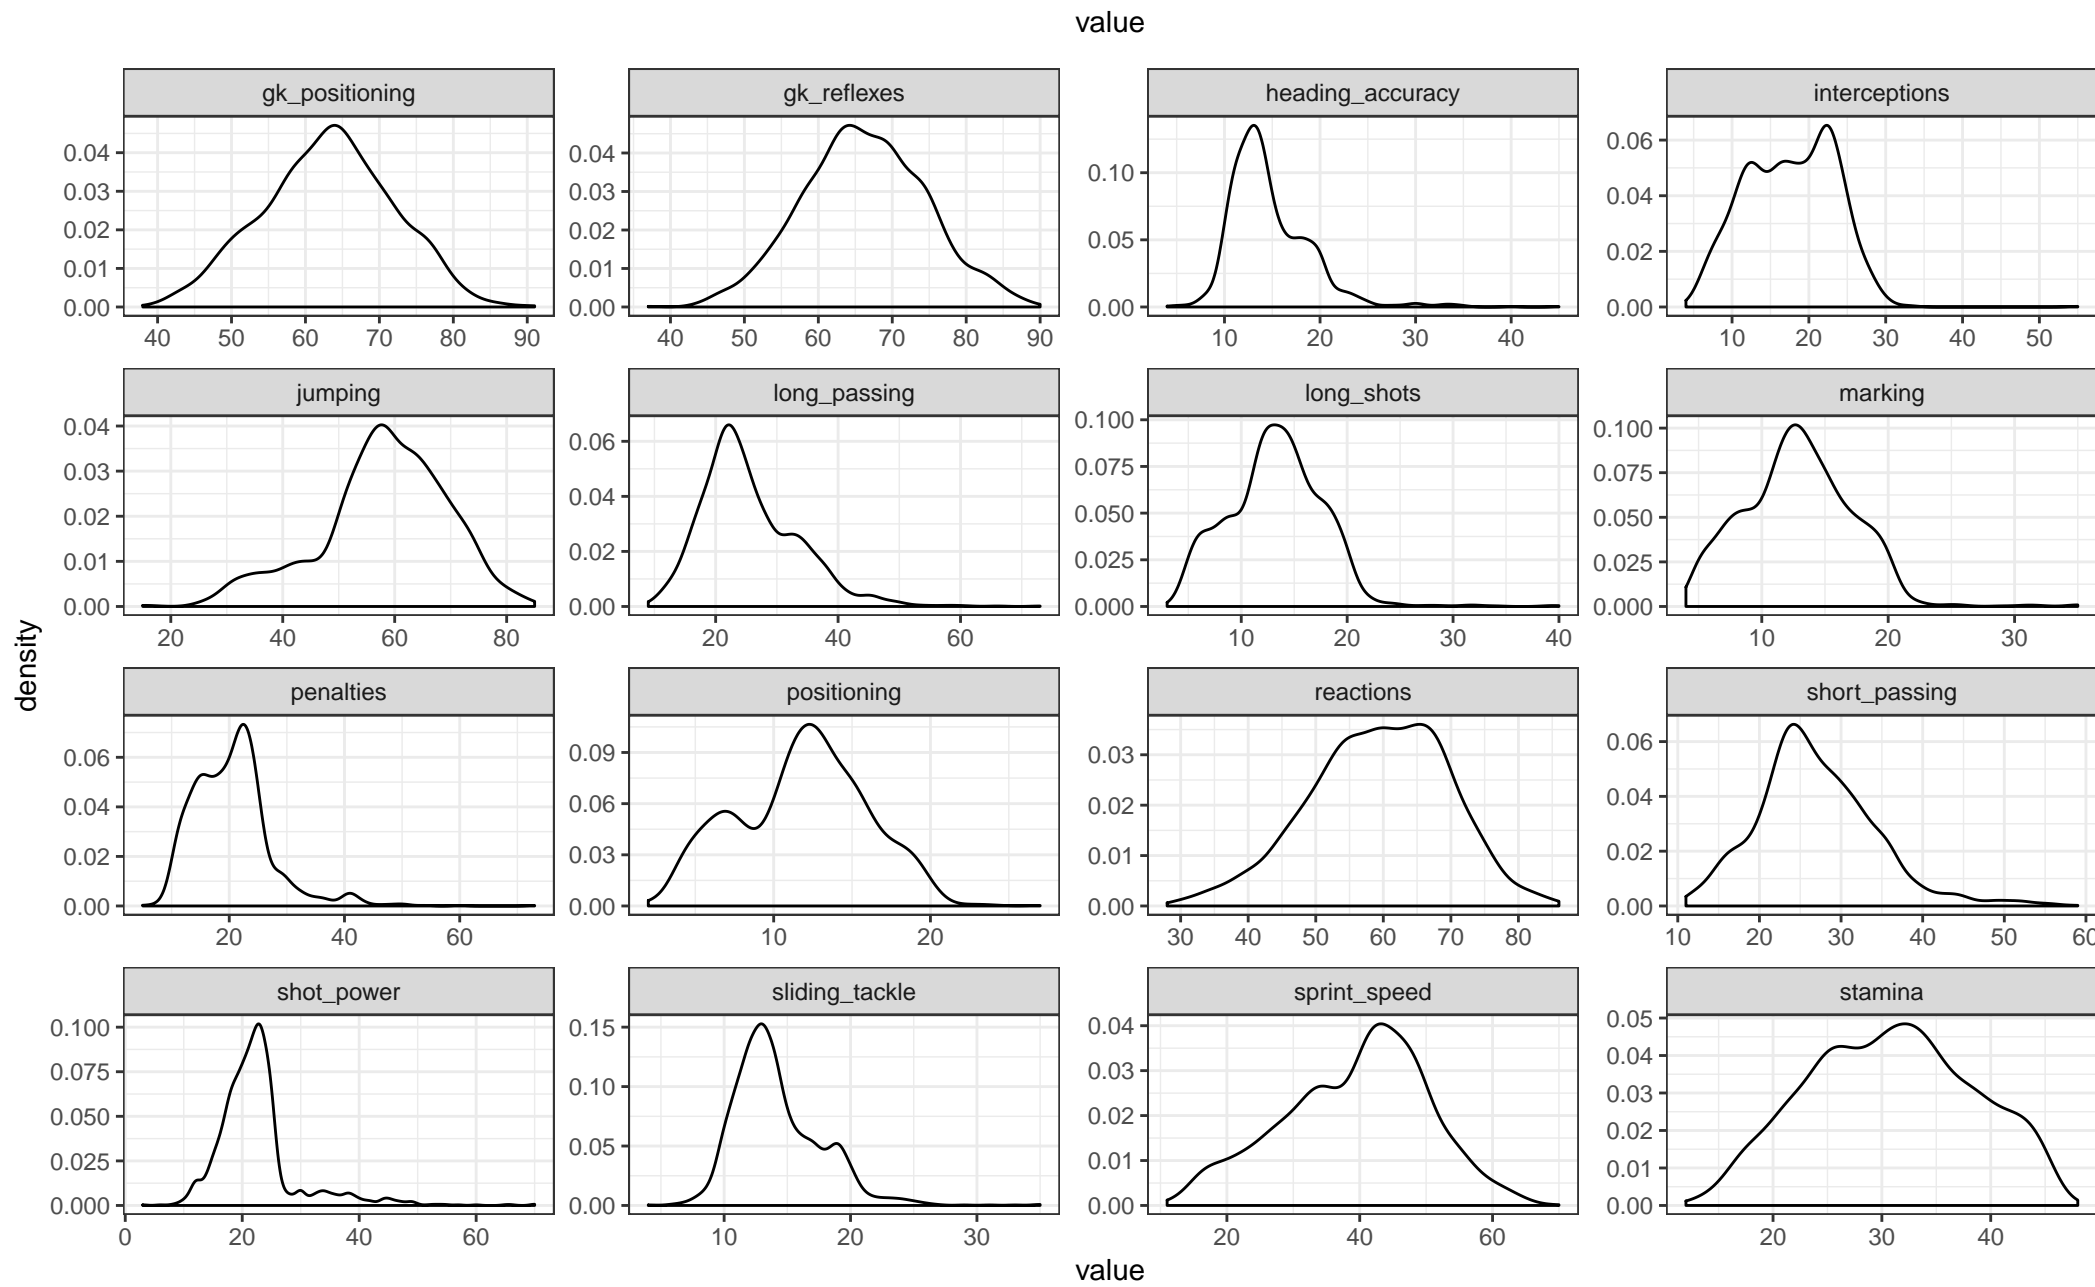 value
gk_positioning gk_reflexes heading_accuracy interceptions
0.04 0.03 0.02 0.01 0.00 0.04 0.03 0.02 0.01 0.00 0.10 0.05 0.00 0.06 0.04 0.02 0.00
40 50 60 70 80 90 40 50 60 70 80 90 10 20 30 40 10 20 30 40 50
jumping long_passing long_shots marking
0.04 0.03 0.02 0.01 0.00 0.06 0.04 0.02 0.00 0.100 0.075 0.050 0.025 0.000 0.100 0.075 0.050 0.025 0.000
20 40 60 80 20 40 60 10 20 30 40 10 20 30
density
penalties positioning reactions short_passing
0.06 0.04 0.02 0.00 0.09 0.06 0.03 0.00 0.03 0.02 0.01 0.00 0.06 0.04 0.02 0.00
20 40 60 10 20 30 40 50 60 70 80 10 20 30 40 50 60
shot_power sliding_tackle sprint_speed stamina
0.100 0.075 0.050 0.025 0.000 0.15 0.10 0.05 0.00 0.04 0.03 0.02 0.01 0.00 0.05 0.04 0.03 0.02 0.01 0.00
0 20 40 60 10 20 30 20 40 60 20 30 40
value